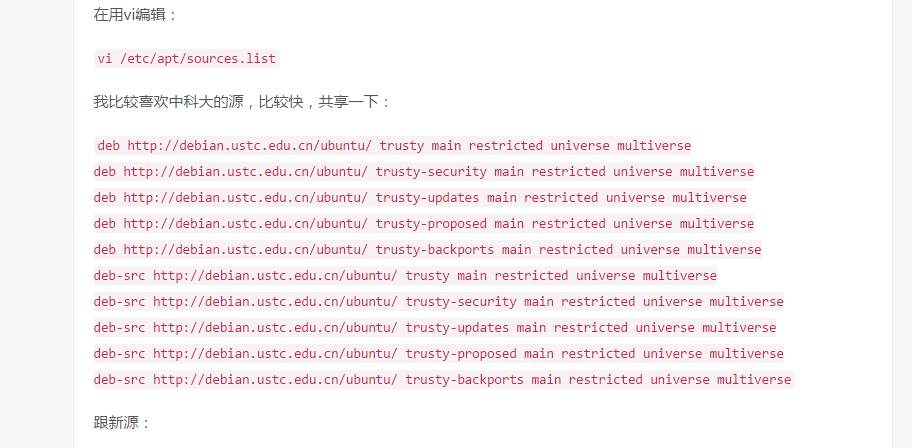 在用vi编辑：
vi /etc/apt/sources.list
我比较喜欢中科大的源，比较快，共享一下：
deb http://debian.ustc.edu.cn/ubuntu/ trusty main restricted universe multiverse
deb http://debian.ustc.edu.cn/ubuntu/ trusty-security main restricted universe multiverse
deb http://debian.ustc.edu.cn/ubuntu/ trusty-updates main restricted universe multiverse
deb http://debian.ustc.edu.cn/ubuntu/ trusty-proposed main restricted universe multiverse
deb http://debian.ustc.edu.cn/ubuntu/ trusty-backports main restricted universe multiverse
deb-src http://debian.ustc.edu.cn/ubuntu/ trusty main restricted universe multiverse
deb-src http://debian.ustc.edu.cn/ubuntu/ trusty-security main restricted universe multiverse
deb-src http://debian.ustc.edu.cn/ubuntu/ trusty-updates main restricted universe multiverse
deb-src http://debian.ustc.edu.cn/ubuntu/ trusty-proposed main restricted universe multiverse
deb-src http://debian.ustc.edu.cn/ubuntu/ trusty-backports main restricted universe multiverse
跟新源：